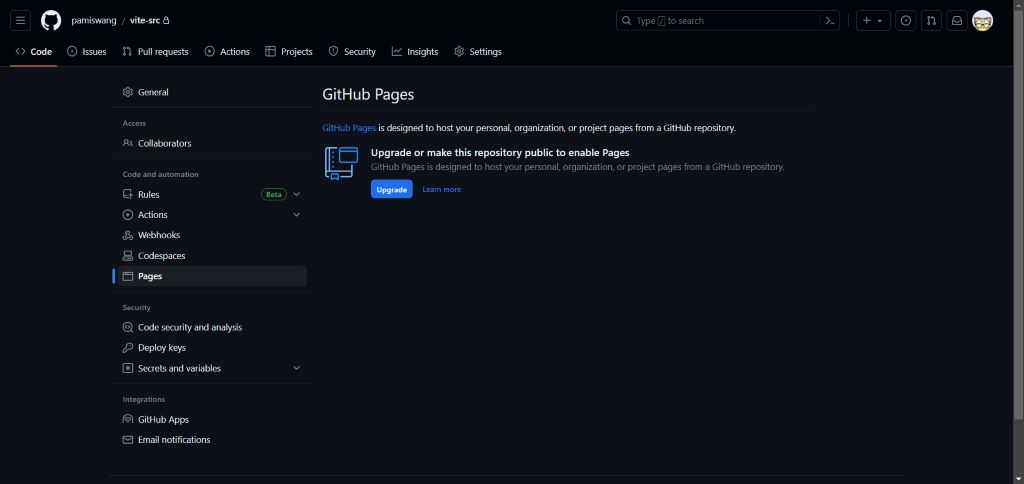 pamiswang / vite-src
Type / to search
Code Issues Pull requests Actions Projects Security Insights Settings
General
Access
Collaborators
Code and automation
Rules Beta
Actions
Webhooks
Codespaces
Pages
Security
Code security and analysis
Deploy keys
Secrets and variables
Integrations
GitHub Apps
Email notifications
GitHub Pages
GitHub Pages is designed to host your personal, organization, or project pages from a GitHub repository.
Upgrade or make this repository public to enable Pages
GitHub Pages is designed to host your personal, organization, or project pages from a GitHub repository.
Upgrade Learn more